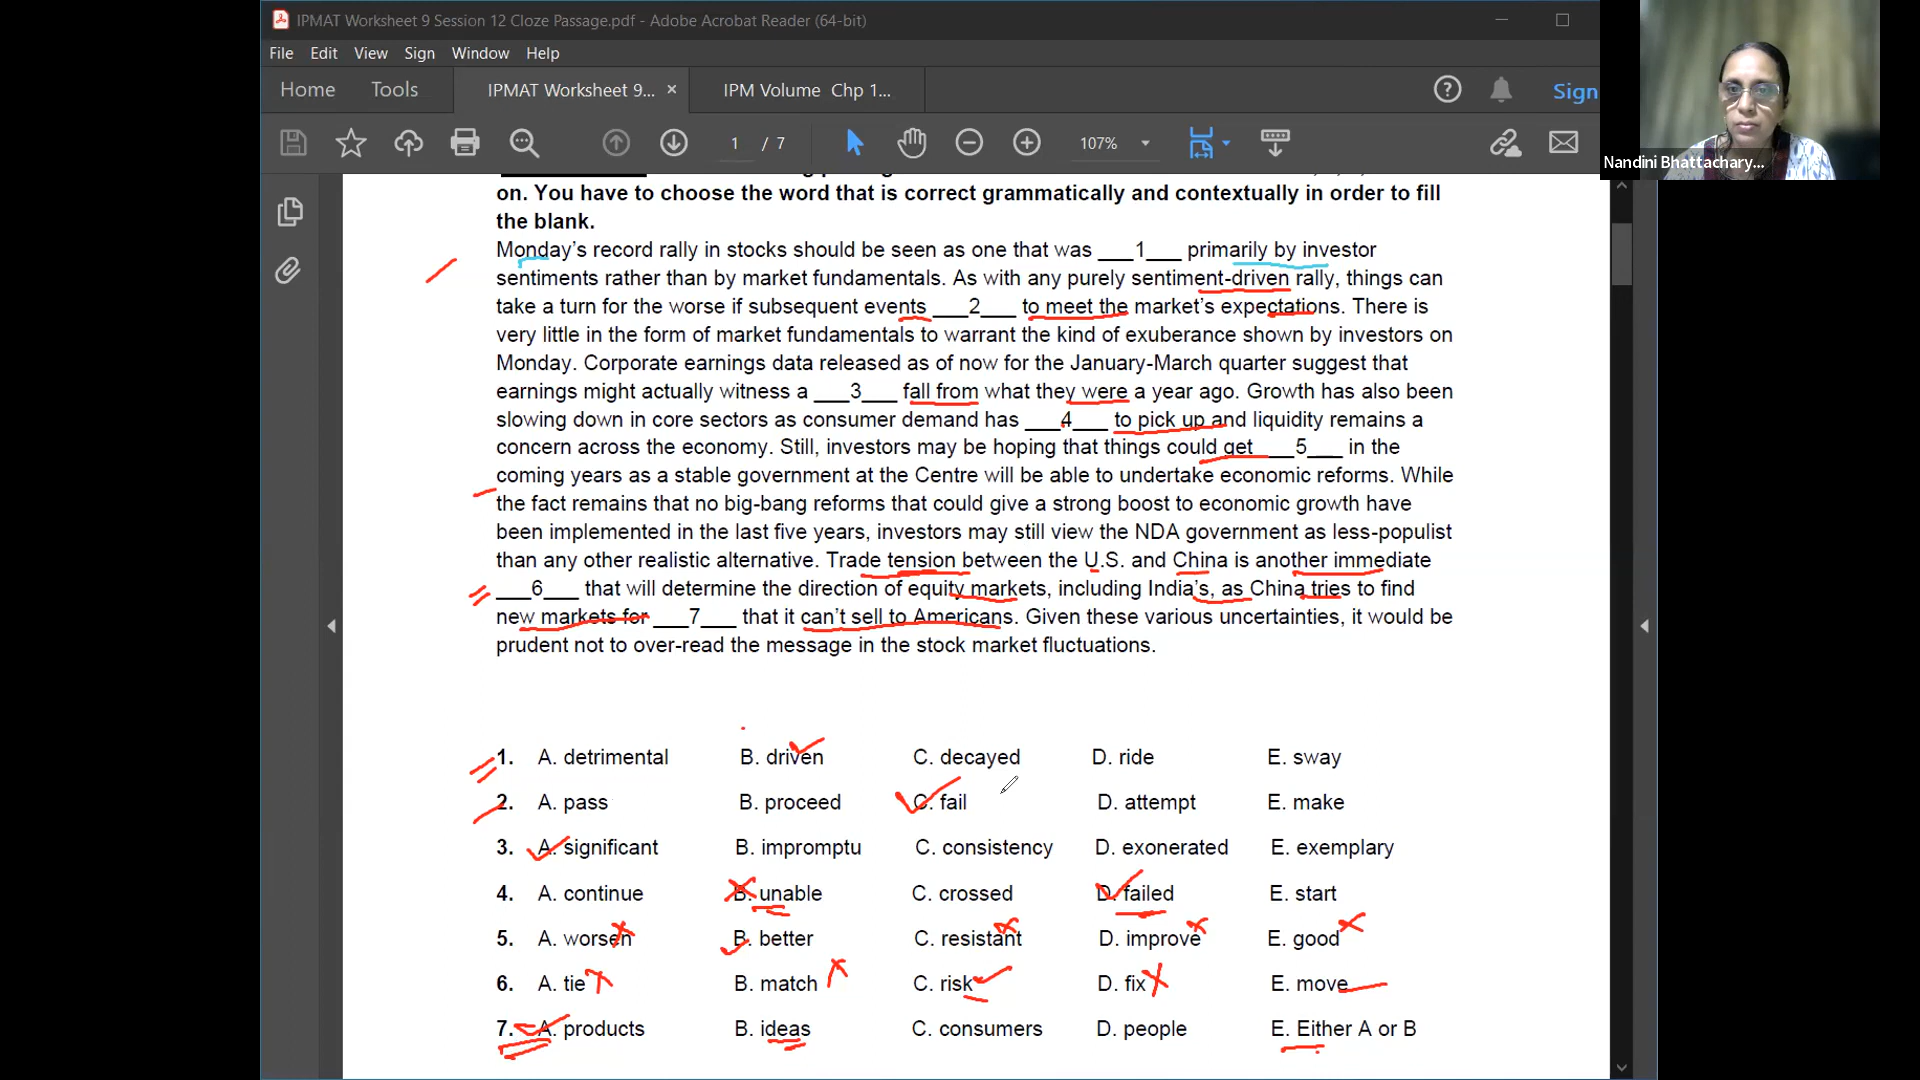 IPMAT Worksheet 9 Session 12 Cloze Passage.pdf - Adobe Acrobat Reader (64-bit)
File Edit View Sign Window Help
Home Tools IPMAT Worksheet 9... × IPM Volume Chp 1... Sign
1 / 7 107%
Nandini Bhattachary...
on. You have to choose the word that is correct grammatically and contextually in order to fill
the blank.
Monday's record rally in stocks should be seen as one that was ___1___ primarily by investor
sentiments rather than by market fundamentals. As with any purely sentiment-driven rally, things can
take a turn for the worse if subsequent events ___2___ to meet the market's expectations. There is
very little in the form of market fundamentals to warrant the kind of exuberance shown by investors on
Monday. Corporate earnings data released as of now for the January-March quarter suggest that
earnings might actually witness a ___3___ fall from what they were a year ago. Growth has also been
slowing down in core sectors as consumer demand has ___4___ to pick up and liquidity remains a
concern across the economy. Still, investors may be hoping that things could get ___5___ in the
coming years as a stable government at the Centre will be able to undertake economic reforms. While
the fact remains that no big-bang reforms that could give a strong boost to economic growth have
been implemented in the last five years, investors may still view the NDA government as less-populist
than any other realistic alternative. Trade tension between the U.S. and China is another immediate
___6___ that will determine the direction of equity markets, including India's, as China tries to find
new markets for ___7___ that it can't sell to Americans. Given these various uncertainties, it would be
prudent not to over-read the message in the stock market fluctuations.
1. A. detrimental B. driven C. decayed D. ride E. sway
2. A. pass B. proceed C. fail D. attempt E. make
3. A. significant B. impromptu C. consistency D. exonerated E. exemplary
4. A. continue B. unable C. crossed D. failed E. start
5. A. worsen B. better C. resistant D. improve E. good
6. A. tie B. match C. risk D. fix E. move
7. A. products B. ideas C. consumers D. people E. Either A or B